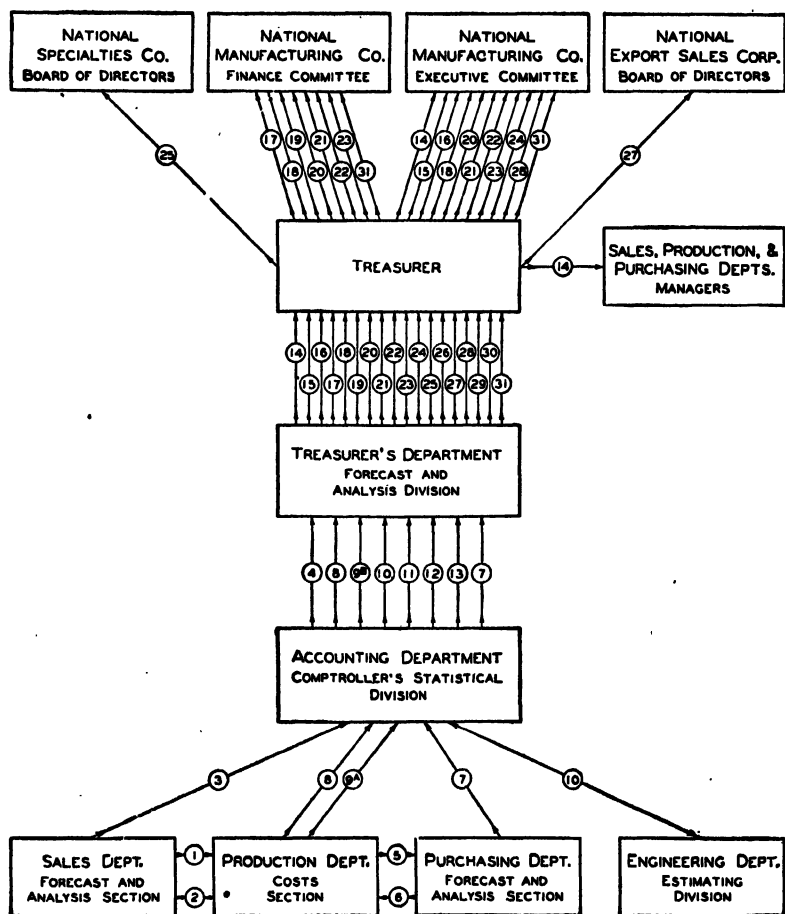 NATIONAL
SPECIALTIES CO.
BOARD OF DIRECTORS
NATIONAL
MANUFACTURING CO.
FINANCE COMMITTEE
NATIONAL
MANUFACTURING CO.
EXECUTIVE COMMITTEE
NATIONAL
EXPORT SALES CORP.
BOARD OF DIRECTORS
17 19 21 23
18 20 22 31
14 16 20 22 24 31
15 18 21 23 28
25
27
TREASURER
14
SALES, PRODUCTION, &
PURCHASING DEPTS.
MANAGERS
14 16 18 20 22 24 26 28 30
15 17 19 21 23 25 27 29 31
TREASURER'S DEPARTMENT
FORECAST AND
ANALYSIS DIVISION
4 8 9B 10 11 12 13 7
ACCOUNTING DEPARTMENT
COMPTROLLER'S STATISTICAL
DIVISION
3 8 9A 7 10
SALES DEPT.
FORECAST AND
ANALYSIS SECTION
1
2
PRODUCTION DEPT.
COSTS
SECTION
5
6
PURCHASING DEPT.
FORECAST AND
ANALYSIS SECTION
ENGINEERING DEPT.
ESTIMATING
DIVISION